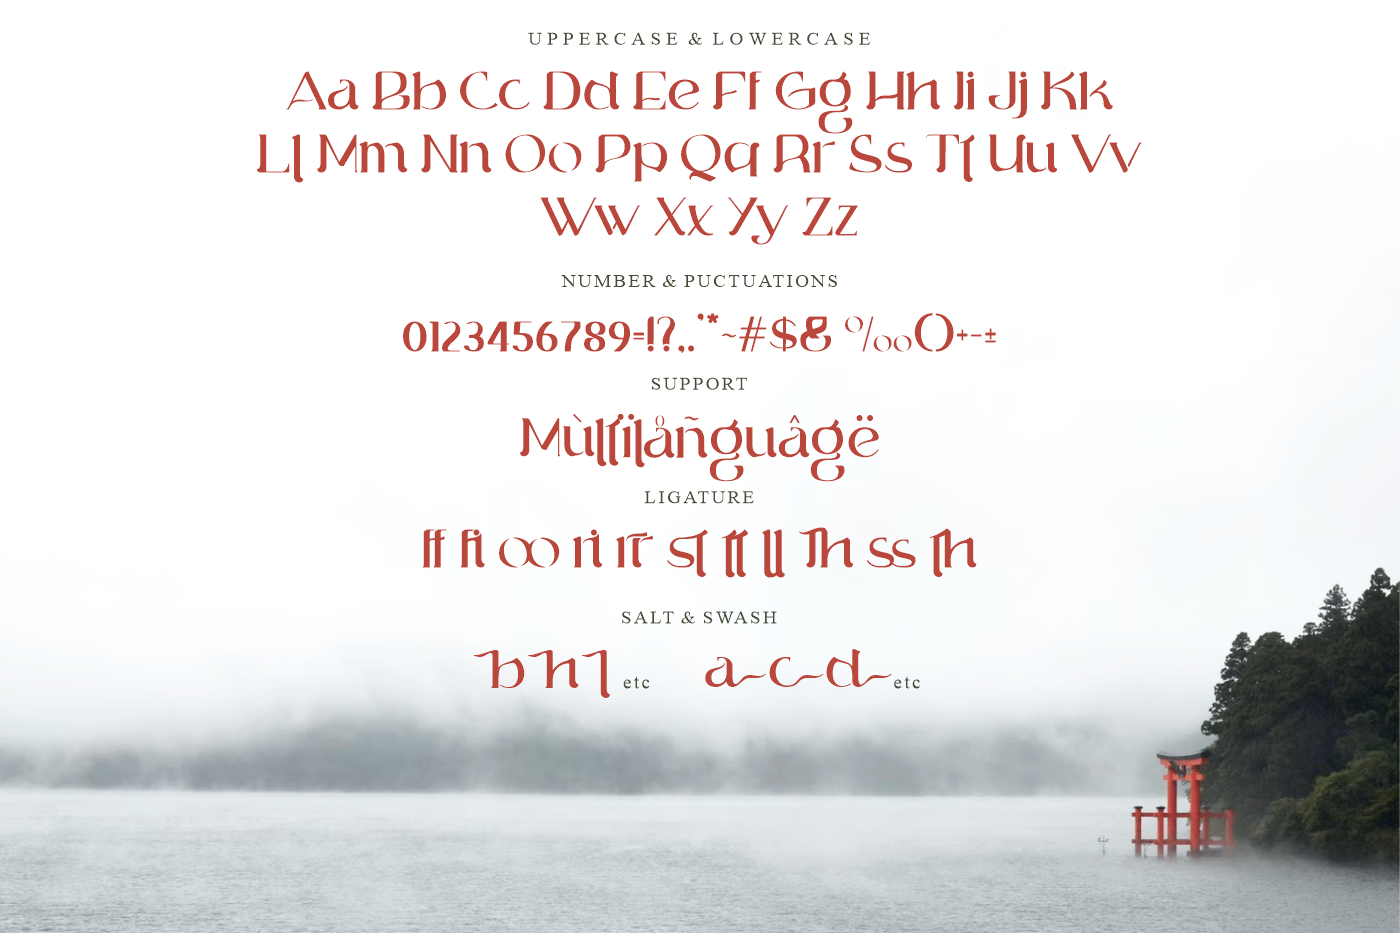 UPPERCASE & LOWERCASE
Aa Bb Cc Dd Ee Ff Gg Hh Ii Jj Kk
Ll Mm Nn Oo Pp Qq Rr Ss Tt Uu Vv
Ww Xx Yy Zz
NUMBER & PUCTUATIONS
0123456789=!?,.'*~#$& ‰()+−±
SUPPORT
Mùltïlåñguâgë
LIGATURE
ff fi oo ri rr st tt ll Th ss th
SALT & SWASH
b h l etc a c d etc